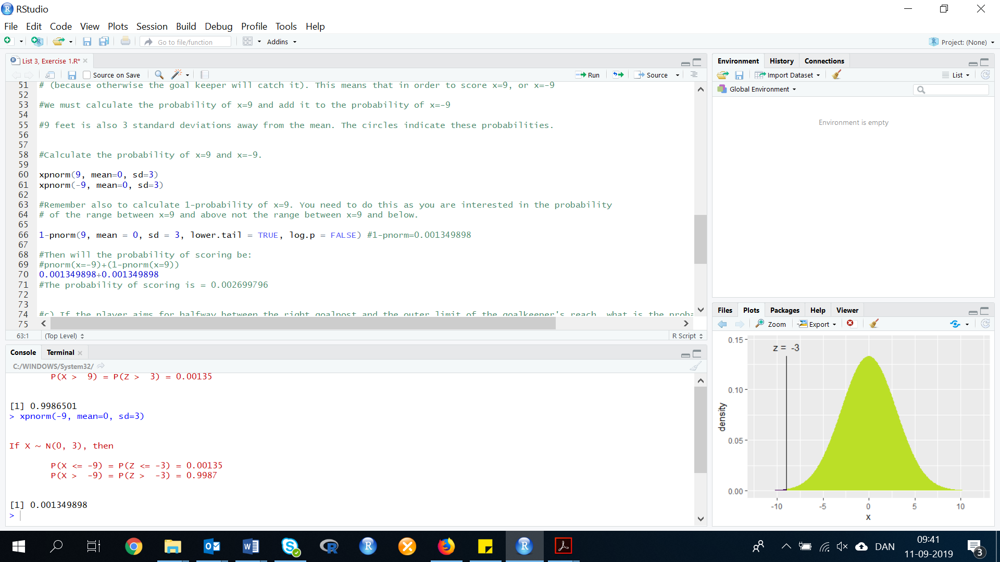 RStudio
File Edit Code View Plots Session Build Debug Profile Tools Help
Go to file/function Addins Project: (None)
List 3, Exercise 1.R*
Source on Save Run Source
51 # (because otherwise the goal keeper will catch it). This means that in order to score x=9, or x=-9
52
53 #We must calculate the probability of x=9 and add it to the probability of x=-9
54
55 #9 feet is also 3 standard deviations away from the mean. The circles indicate these probabilities.
56
57
58 #Calculate the probability of x=9 and x=-9.
59
60 xpnorm(9, mean=0, sd=3)
61 xpnorm(-9, mean=0, sd=3)
62
63 #Remember also to calculate 1-probability of x=9. You need to do this as you are interested in the probability
64 # of the range between x=9 and above not the range between x=9 and below.
65
66 1-pnorm(9, mean = 0, sd = 3, lower.tail = TRUE, log.p = FALSE) #1-pnorm=0.001349898
67
68 #Then will the probability of scoring be:
69 #pnorm(x=-9)+(1-pnorm(x=9))
70 0.001349898+0.001349898
71 #The probability of scoring is = 0.002699796
72
73
74 #c) If the player aims for halfway between the right goalpost and the outer limit of the goalkeeper's reach, what is the proba
75
63:1 (Top Level) R Script
Console Terminal
C:/WINDOWS/System32/
P(X > 9) = P(Z > 3) = 0.00135
[1] 0.9986501
> xpnorm(-9, mean=0, sd=3)
If X ~ N(0, 3), then
P(X <= -9) = P(Z <= -3) = 0.00135
P(X > -9) = P(Z > -3) = 0.9987
[1] 0.001349898
>
Environment History Connections
Import Dataset List
Global Environment
Environment is empty
Files Plots Packages Help Viewer
Zoom Export
0.15
z = -3
0.10
density
0.05
0.00
-10 -5 0 5 10
x
DAN
09:41
11-09-2019
3